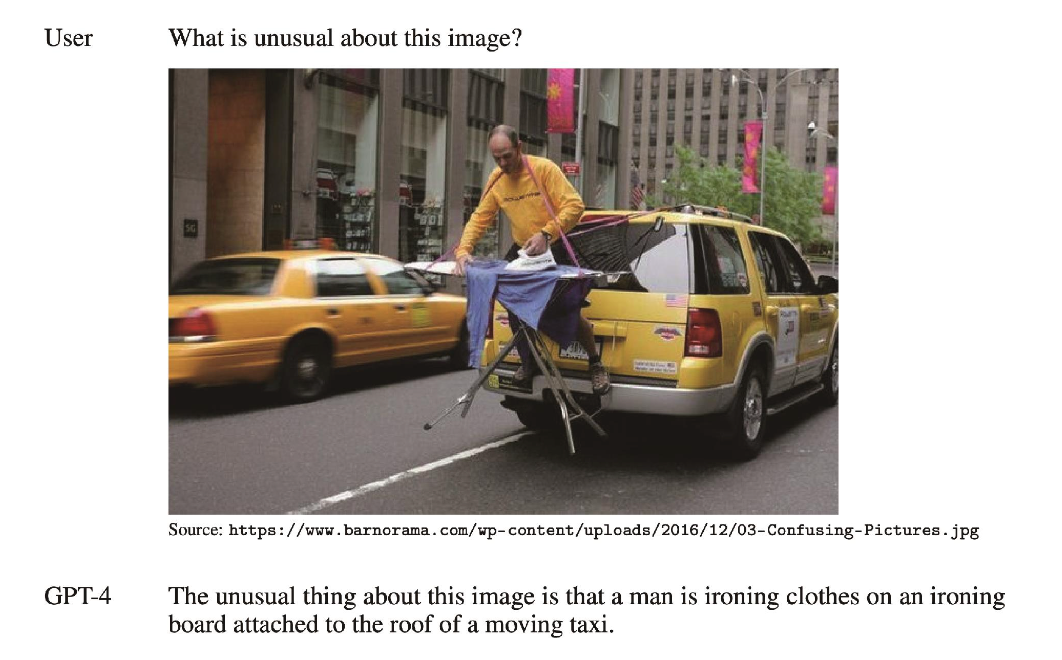 User
What is unusual about this image?
SG
Source: https://www.barnorama.com/wp-content/uploads/2016/12/03-Confusing-Pictures.jpg
GPT-4
The unusual thing about this image is that a man is ironing clothes on an ironing
board attached to the roof of a moving taxi.